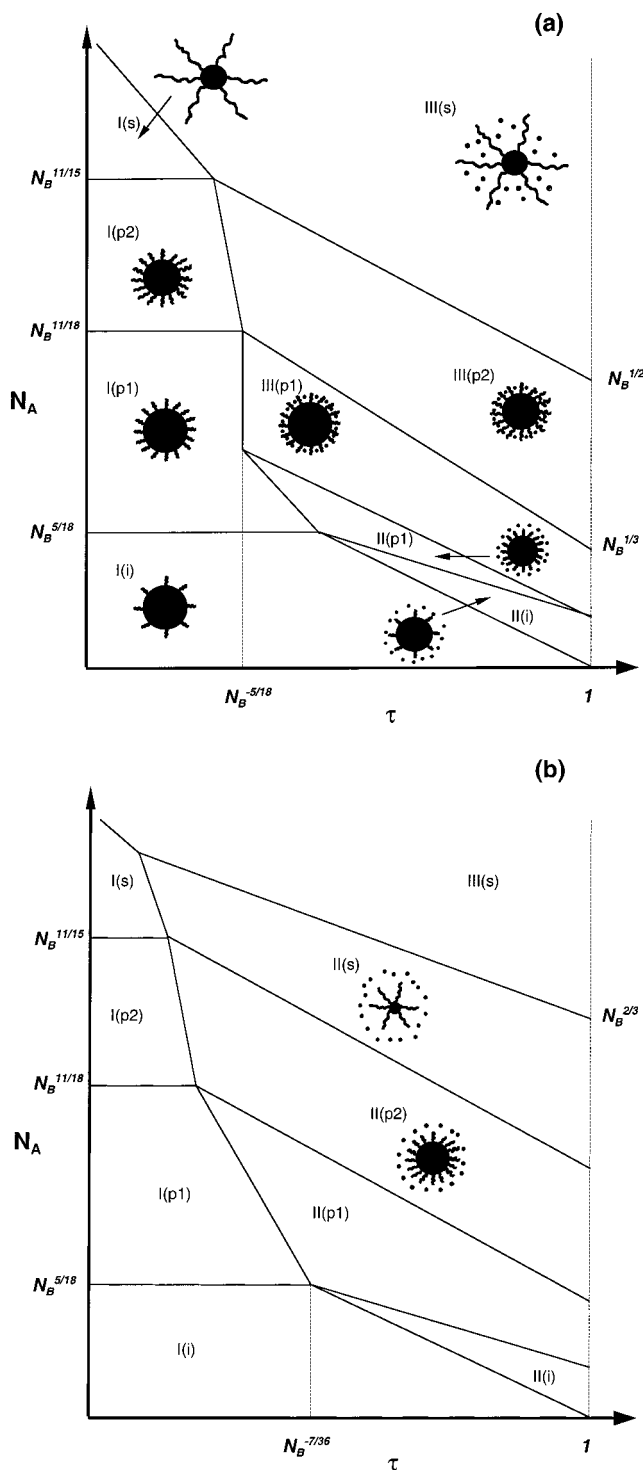 (a)
I(s)
III(s)
N_B^{11/15}
I(p2)
N_B^{11/18}
N_B^{1/2}
I(p1)
III(p1)
III(p2)
N_A
N_B^{5/18}
II(p1)
N_B^{1/3}
I(i)
II(i)
N_B^{-5/18}
τ
1
(b)
I(s)
III(s)
N_B^{11/15}
II(s)
N_B^{2/3}
I(p2)
N_B^{11/18}
N_A
II(p2)
I(p1)
II(p1)
N_B^{5/18}
I(i)
II(i)
N_B^{-7/36}
τ
1